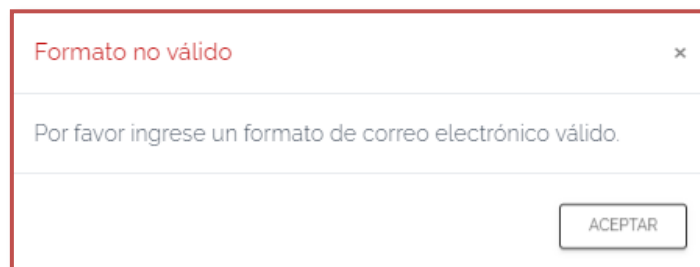 Formato no válido
×
Por favor ingrese un formato de correo electrónico válido.
ACEPTAR